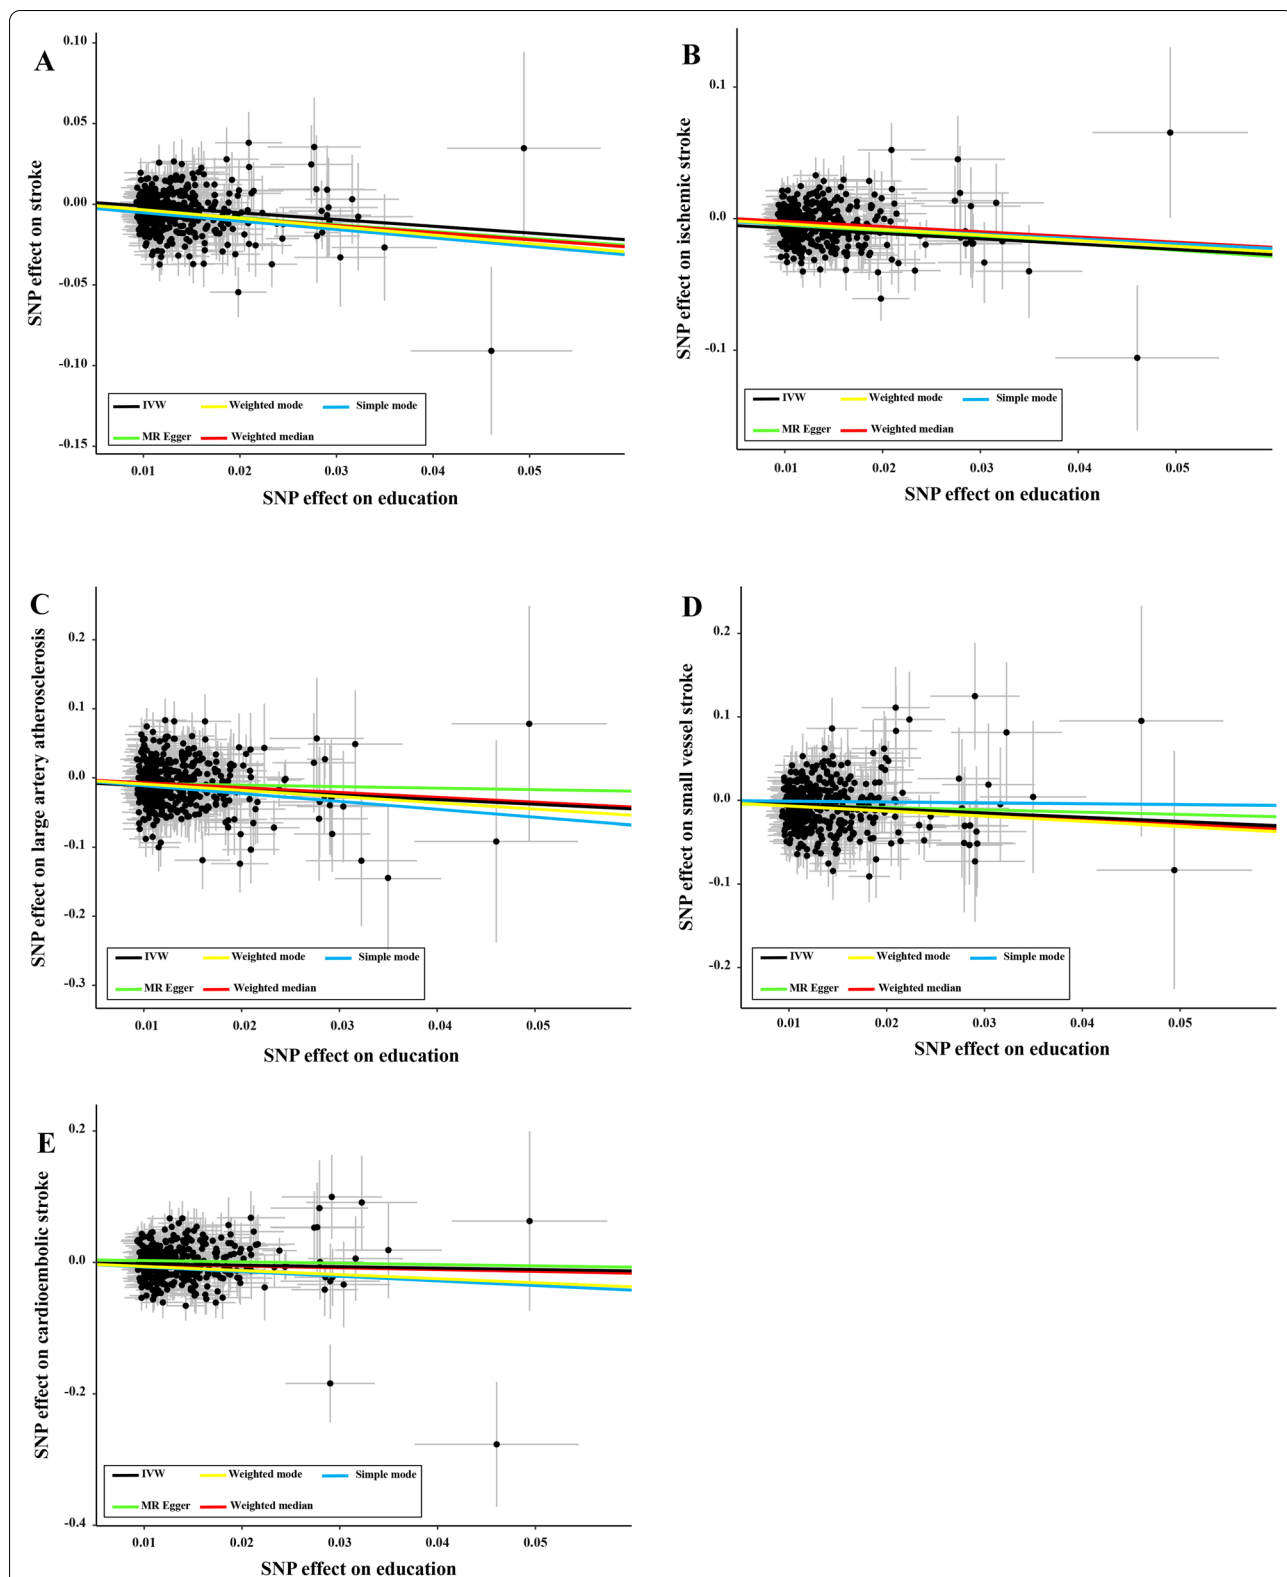 A
0.10
0.05
0.00
-0.05
-0.10
-0.15
SNP effect on stroke
IVW Weighted mode Simple mode
MR Egger Weighted median
0.01 0.02 0.03 0.04 0.05
SNP effect on education
B
0.1
-0.0
-0.1
SNP effect on ischemic stroke
IVW Weighted mode Simple mode
MR Egger Weighted median
0.01 0.02 0.03 0.04 0.05
SNP effect on education
C
0.2
0.1
0.0
-0.1
-0.2
-0.3
SNP effect on large artery atherosclerosis
IVW Weighted mode Simple mode
MR Egger Weighted median
0.01 0.02 0.03 0.04 0.05
SNP effect on education
D
0.2
0.1
0.0
-0.1
-0.2
SNP effect on small vessel stroke
IVW Weighted mode Simple mode
MR Egger Weighted median
0.01 0.02 0.03 0.04 0.05
SNP effect on education
E
0.2
0.0
-0.2
-0.4
SNP effect on cardioembolic stroke
IVW Weighted mode Simple mode
MR Egger Weighted median
0.01 0.02 0.03 0.04 0.05
SNP effect on education